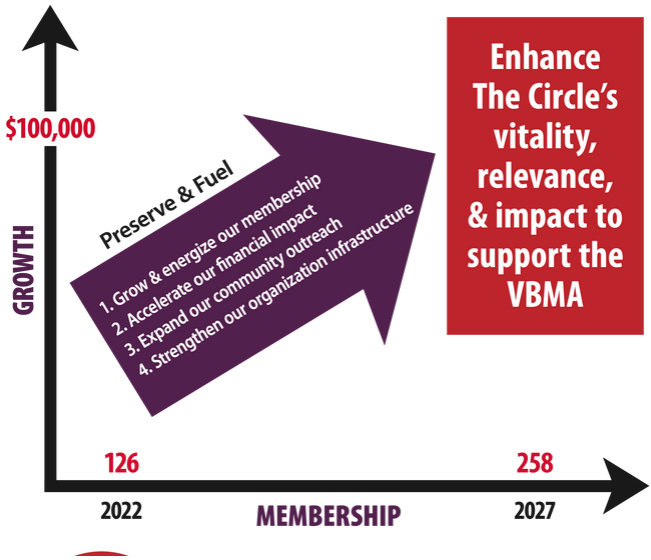 Enhance
The Circle's
vitality,
relevance,
& impact to
support the
VBMA
$100,000
Preserve & Fuel
1. Grow & energize our membership
2. Accelerate our financial impact
3. Expand our community outreach
4. Strengthen our organization infrastructure
GROWTH
126
258
2022
MEMBERSHIP
2027